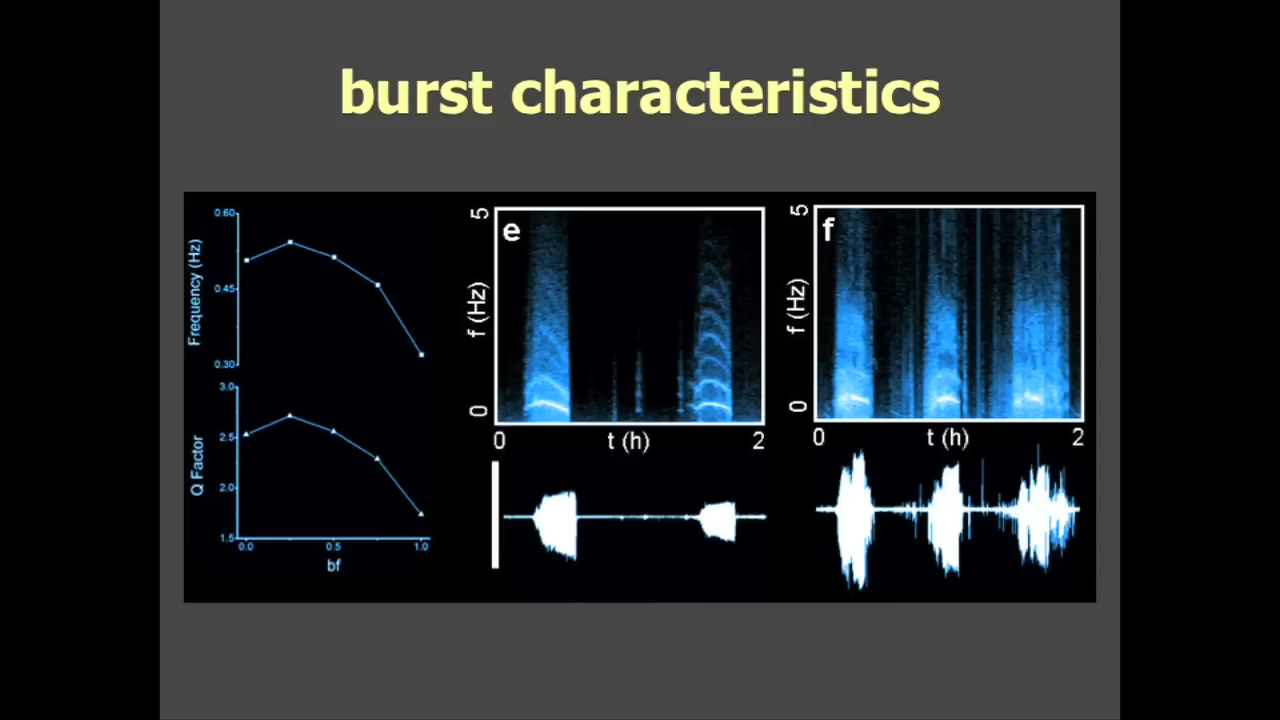 burst characteristics
0.60
0.45
0.30
Frequency (Hz)
3.0
2.5
2.0
1.5
Q Factor
0.0
0.5
1.0
bf
e
5
0
f (Hz)
0
t (h)
2
f
5
0
f (Hz)
0
t (h)
2